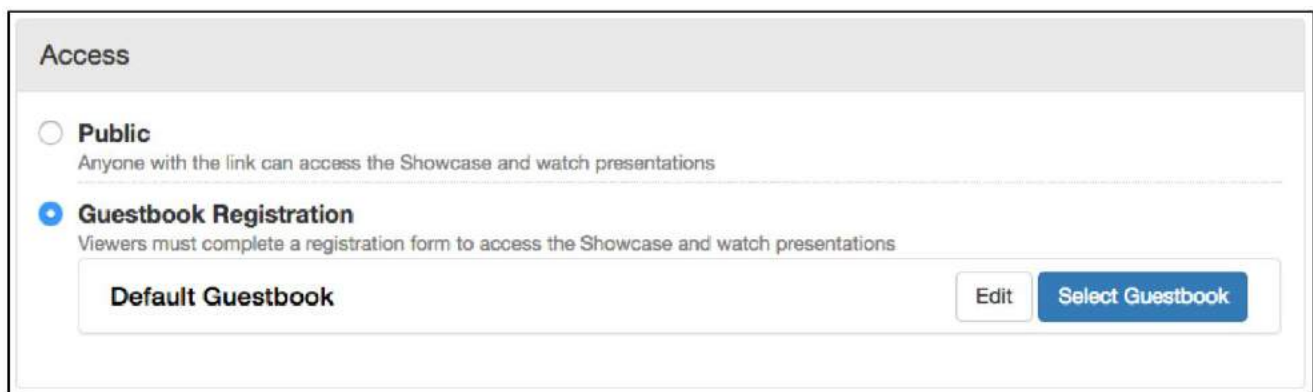 Access
Public
Anyone with the link can access the Showcase and watch presentations
Guestbook Registration
Viewers must complete a registration form to access the Showcase and watch presentations
Default Guestbook Edit Select Guestbook